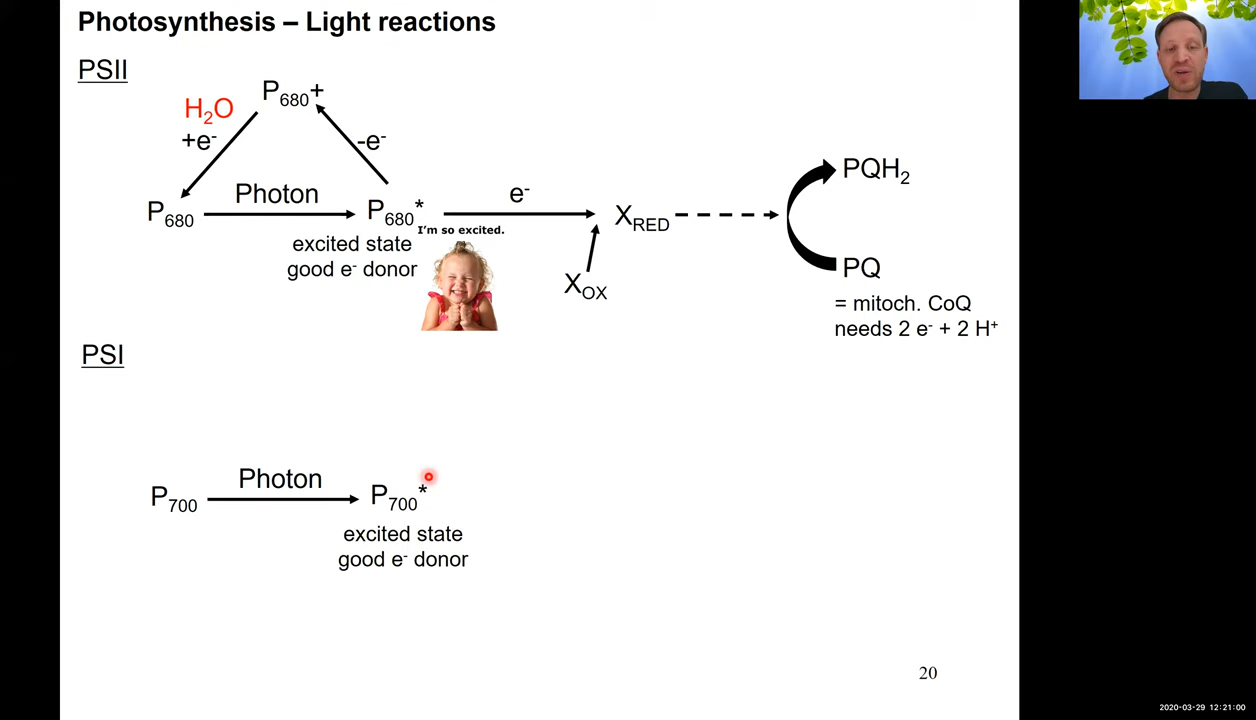 Photosynthesis – Light reactions
PSII
P680+
H2O
+e-
-e-
P680
Photon
P680*
e-
XRED
PQH2
I'm so excited.
excited state
good e- donor
XOX
PQ
= mitoch. CoQ
needs 2 e- + 2 H+
PSI
P700
Photon
P700*
excited state
good e- donor
20
2020-03-29 12:21:00